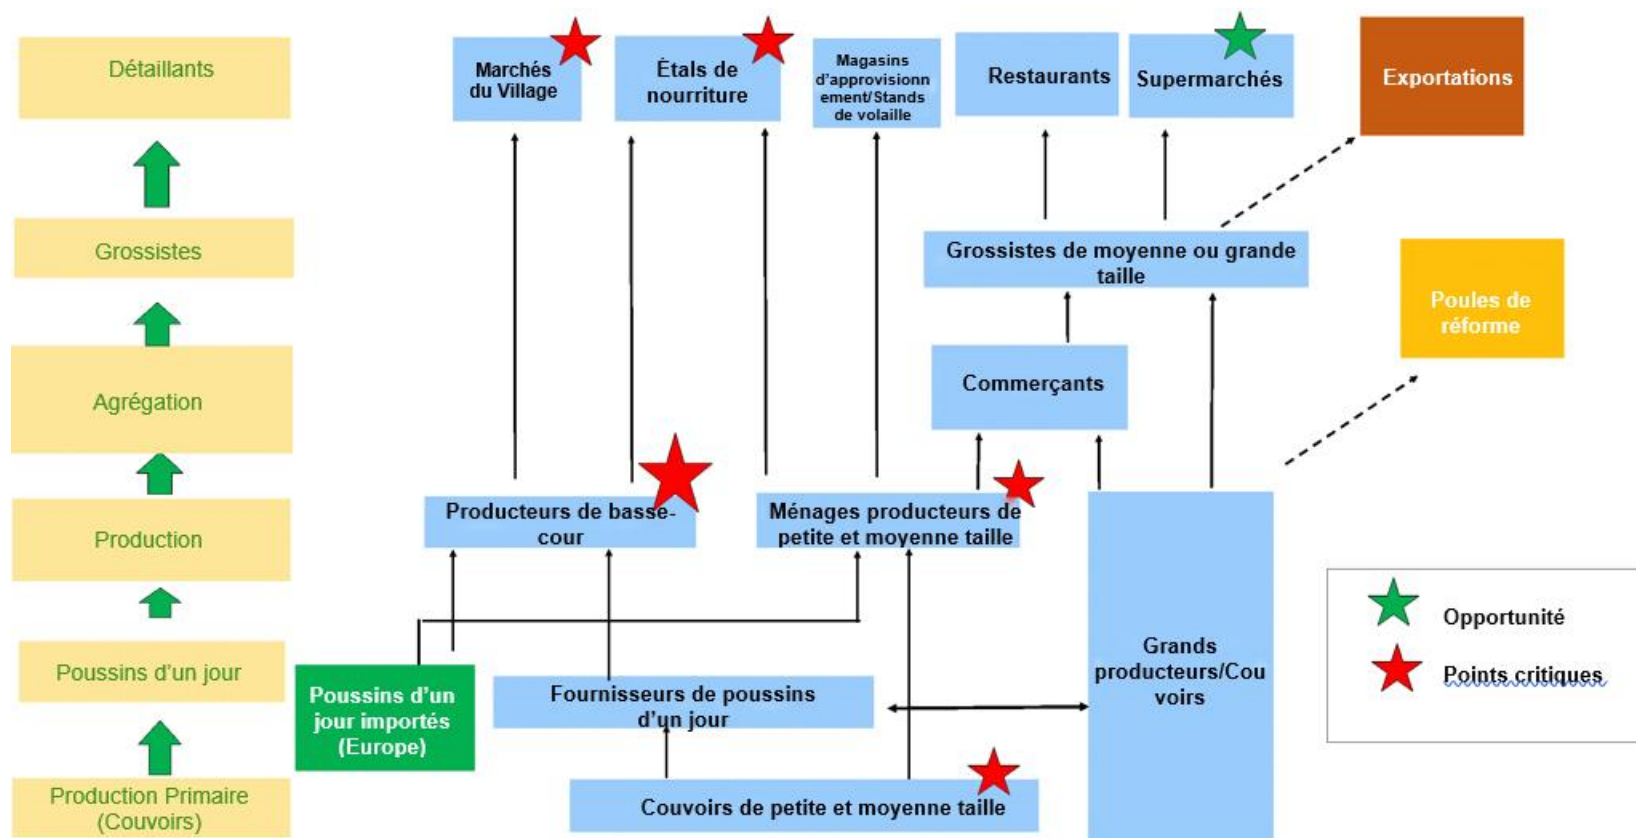 Détaillants
Marchés
du Village
Étals de
nourriture
Magasins
d'approvisionn
ement/Stands
de volaille
Restaurants
Supermarchés
Exportations
Grossistes
Grossistes de moyenne ou grande
taille
Poules de
réforme
Agrégation
Commerçants
Production
Producteurs de basse-
cour
Ménages producteurs de
petite et moyenne taille
Opportunité
Points critiques
Poussins d'un jour
Poussins d'un
jour importés
(Europe)
Fournisseurs de poussins
d'un jour
Grands
producteurs/Cou
voirs
Production Primaire
(Couvoirs)
Couvoirs de petite et moyenne taille